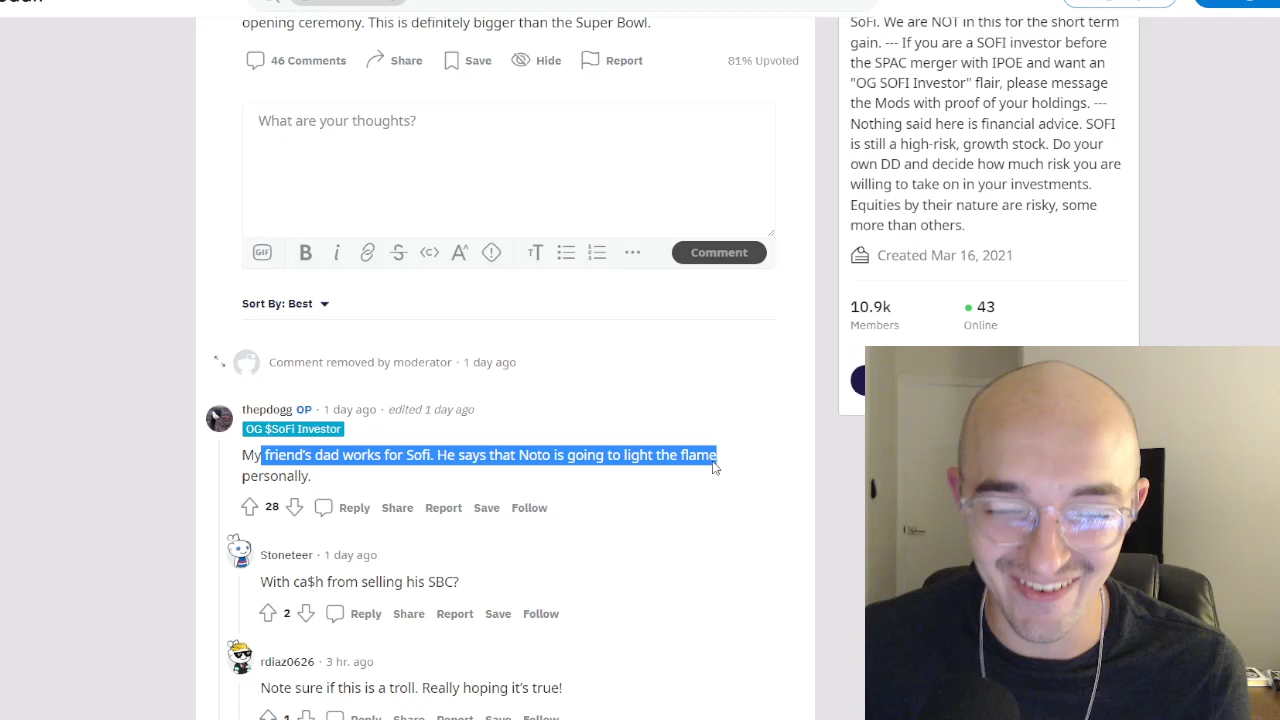 opening ceremony. This is definitely bigger than the Super Bowl.
46 Comments Share Save Hide Report 81% Upvoted
What are your thoughts?
GIF B i <c> A^ тT ... Comment
Sort By: Best
Comment removed by moderator · 1 day ago
thepdogg OP · 1 day ago · edited 1 day ago
OG $SoFi Investor
My friend's dad works for Sofi. He says that Noto is going to light the flame
personally.
28 Reply Share Report Save Follow
Stoneteer · 1 day ago
With ca$h from selling his SBC?
2 Reply Share Report Save Follow
rdiaz0626 · 3 hr. ago
Note sure if this is a troll. Really hoping it's true!
1 Reply Share Report Save Follow
SoFi. We are NOT in this for the short term
gain. --- If you are a SOFI investor before
the SPAC merger with IPOE and want an
"OG SOFI Investor" flair, please message
the Mods with proof of your holdings. ---
Nothing said here is financial advice. SOFI
is still a high-risk, growth stock. Do your
own DD and decide how much risk you are
willing to take on in your investments.
Equities by their nature are risky, some
more than others.
Created Mar 16, 2021
10.9k 43
Members Online